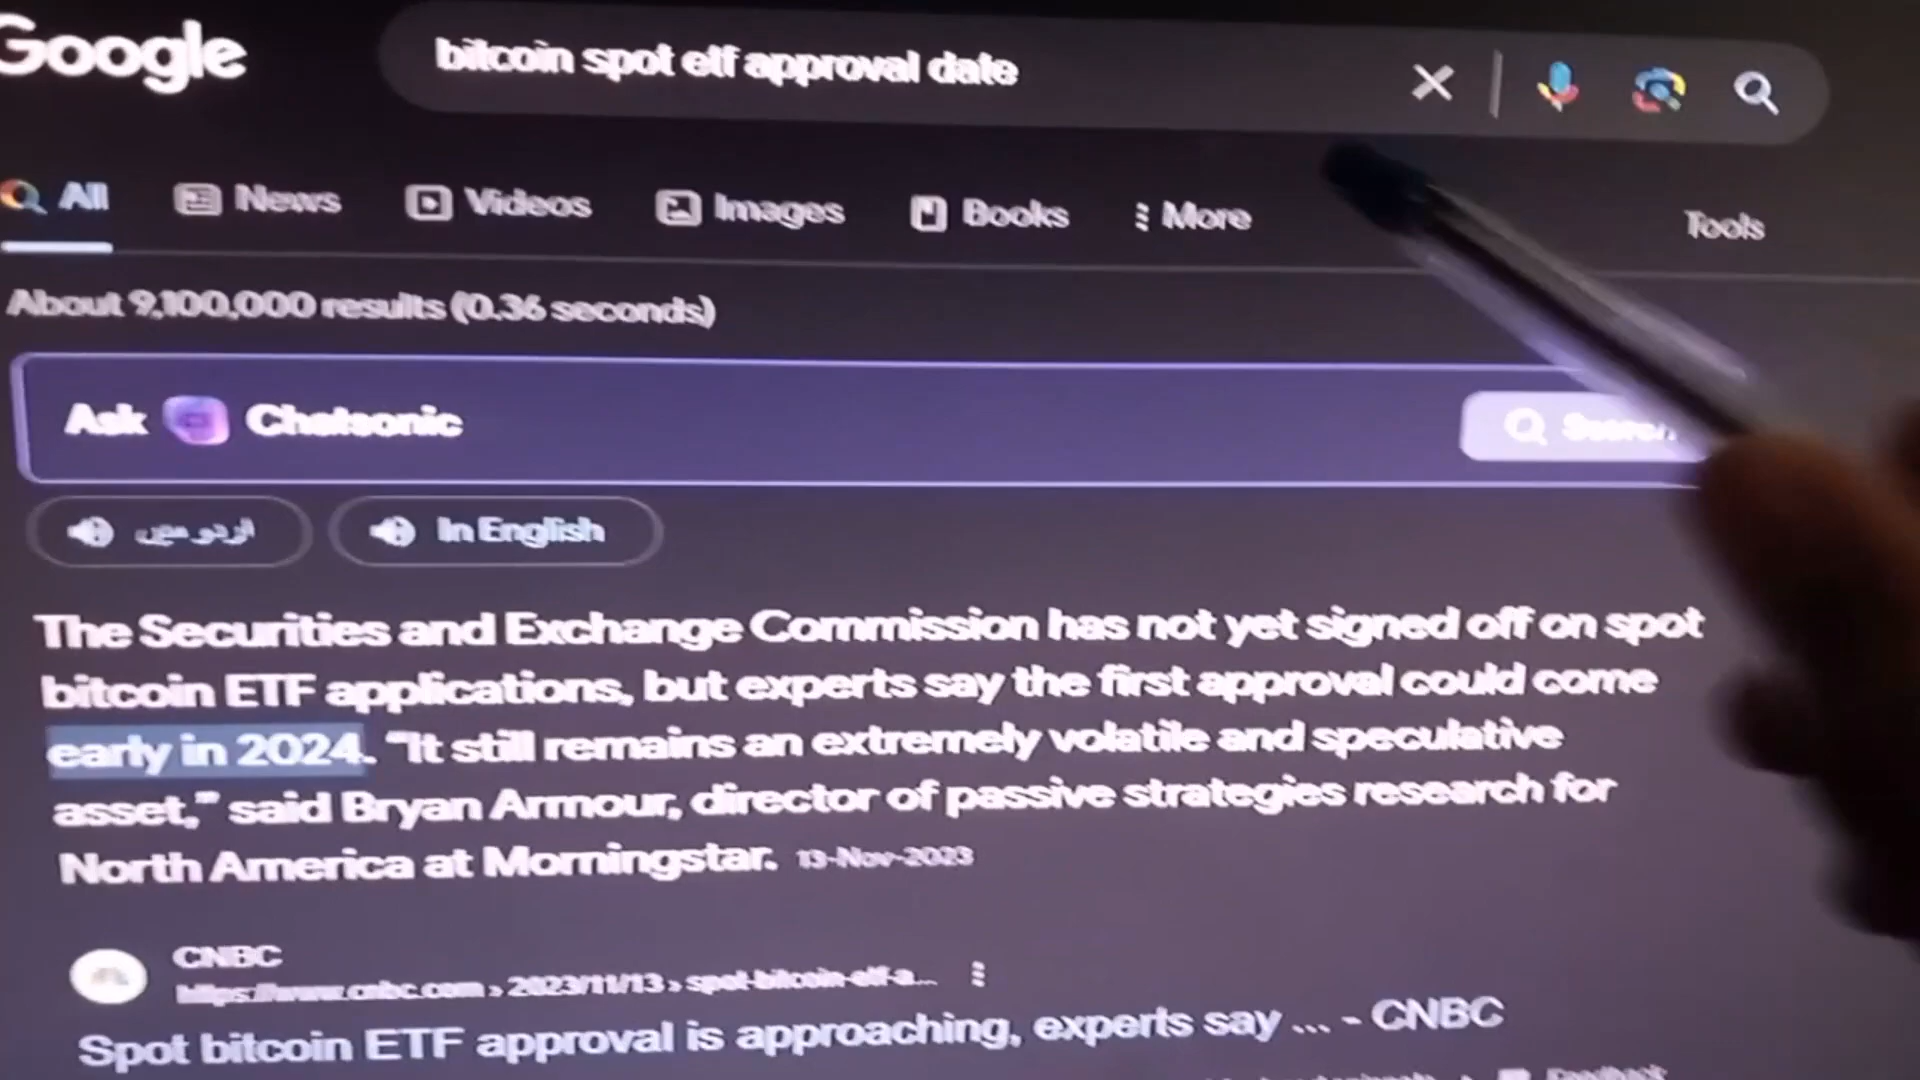 Google
bitcoin spot etf approval date
All News Videos Images Books More Tools
About 9,100,000 results (0.36 seconds)
Ask Chatsonic Search
اردو میں In English
The Securities and Exchange Commission has not yet signed off on spot
bitcoin ETF applications, but experts say the first approval could come
early in 2024. “It still remains an extremely volatile and speculative
asset,” said Bryan Armour, director of passive strategies research for
North America at Morningstar. 13-Nov-2023
CNBC
https://www.cnbc.com › 2023/11/13 › spot-bitcoin-etf-a...
Spot bitcoin ETF approval is approaching, experts say ... - CNBC
Feedback